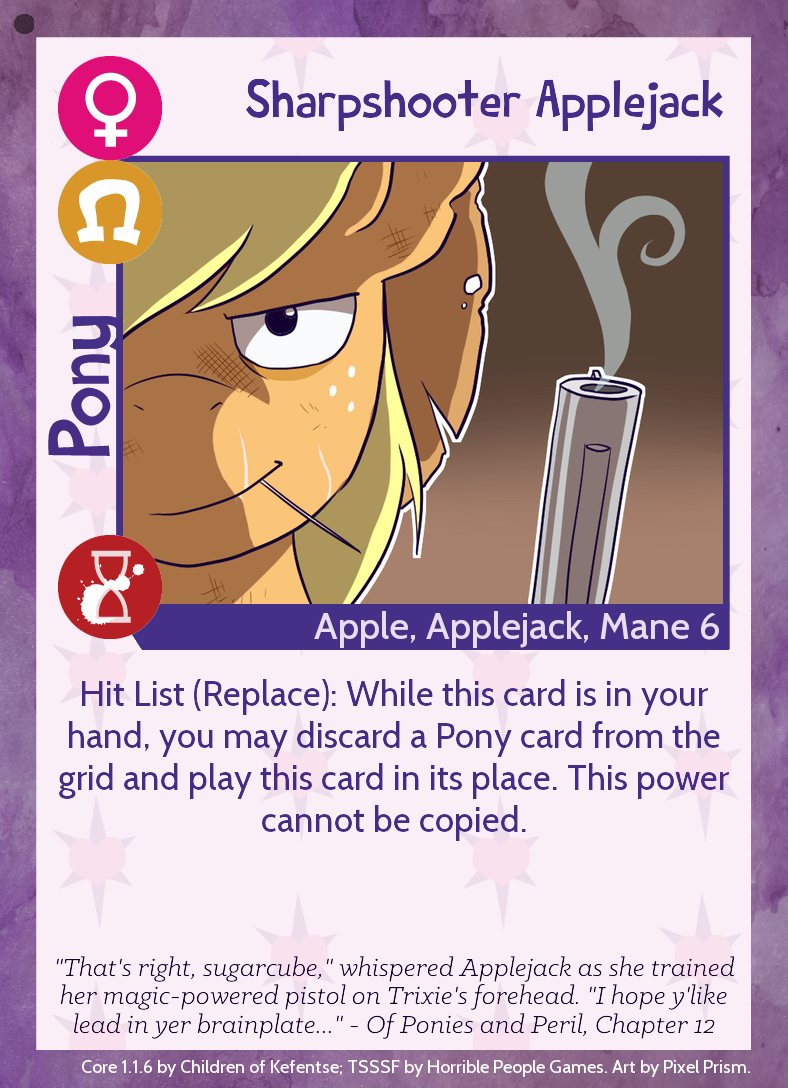 Sharpshooter Applejack
Pony
Apple, Applejack, Mane 6
Hit List (Replace): While this card is in your
hand, you may discard a Pony card from the
grid and play this card in its place. This power
cannot be copied.
"That's right, sugarcube," whispered Applejack as she trained
her magic-powered pistol on Trixie's forehead. "I hope y'like
lead in yer brainplate..." - Of Ponies and Peril, Chapter 12
Core 1.1.6 by Children of Kefentse; TSSSF by Horrible People Games. Art by Pixel Prism.